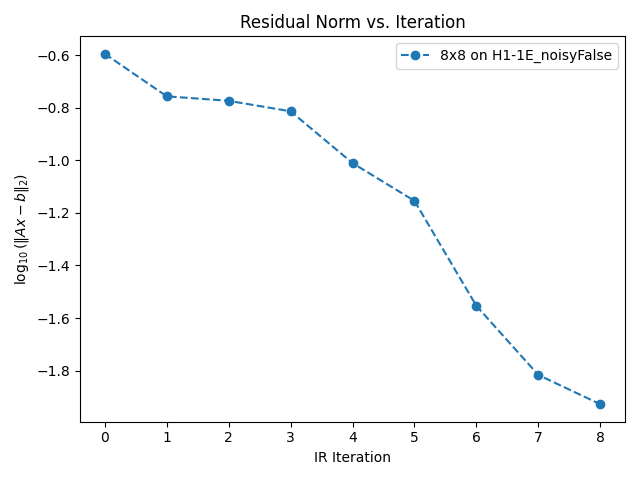 Residual Norm vs. Iteration
8x8 on H1-1E_noisyFalse
−0.6
−0.8
−1.0
−1.2
−1.4
−1.6
−1.8
log₁₀(‖Ax − b‖₂)
0 1 2 3 4 5 6 7 8
IR Iteration